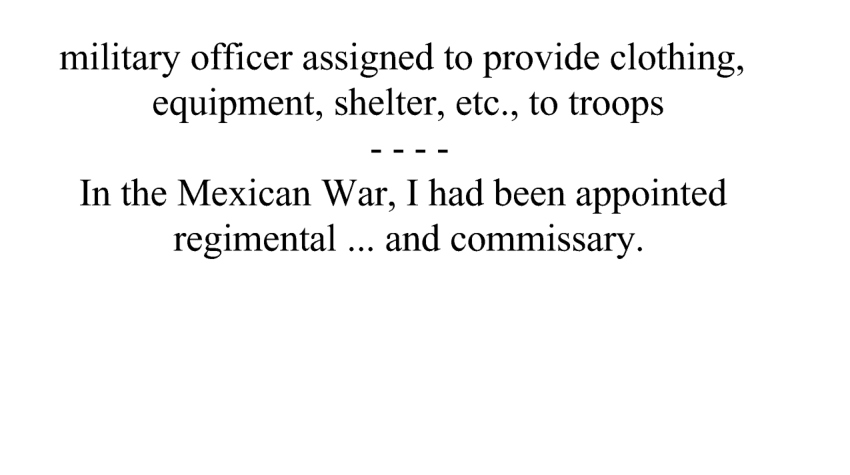 military officer assigned to provide clothing,
equipment, shelter, etc., to troops
- - - -
In the Mexican War, I had been appointed
regimental ... and commissary.